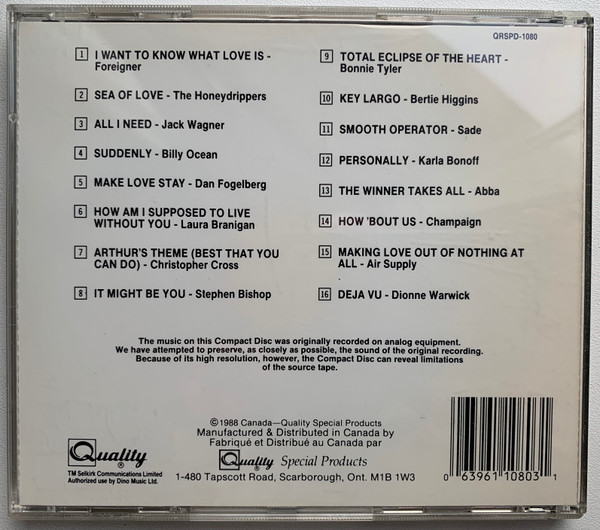 QRSPD-1080
1 I WANT TO KNOW WHAT LOVE IS -
Foreigner
2 SEA OF LOVE - The Honeydrippers
3 ALL I NEED - Jack Wagner
4 SUDDENLY - Billy Ocean
5 MAKE LOVE STAY - Dan Fogelberg
6 HOW AM I SUPPOSED TO LIVE
WITHOUT YOU - Laura Branigan
7 ARTHUR'S THEME (BEST THAT YOU
CAN DO) - Christopher Cross
8 IT MIGHT BE YOU - Stephen Bishop
9 TOTAL ECLIPSE OF THE HEART -
Bonnie Tyler
10 KEY LARGO - Bertie Higgins
11 SMOOTH OPERATOR - Sade
12 PERSONALLY - Karla Bonoff
13 THE WINNER TAKES ALL - Abba
14 HOW 'BOUT US - Champaign
15 MAKING LOVE OUT OF NOTHING AT
ALL - Air Supply
16 DEJA VU - Dionne Warwick
The music on this Compact Disc was originally recorded on analog equipment.
We have attempted to preserve, as closely as possible, the sound of the original recording.
Because of its high resolution, however, the Compact Disc can reveal limitations
of the source tape.
©1988 Canada—Quality Special Products
Manufactured & Distributed in Canada by
Fabriqué et Distribué au Canada par
Quality ® Special Products
1-480 Tapscott Road, Scarborough, Ont. M1B 1W3
Quality ®
TM Selkirk Communications Limited
Authorized use by Dino Music Ltd.
0 63961 10803 1